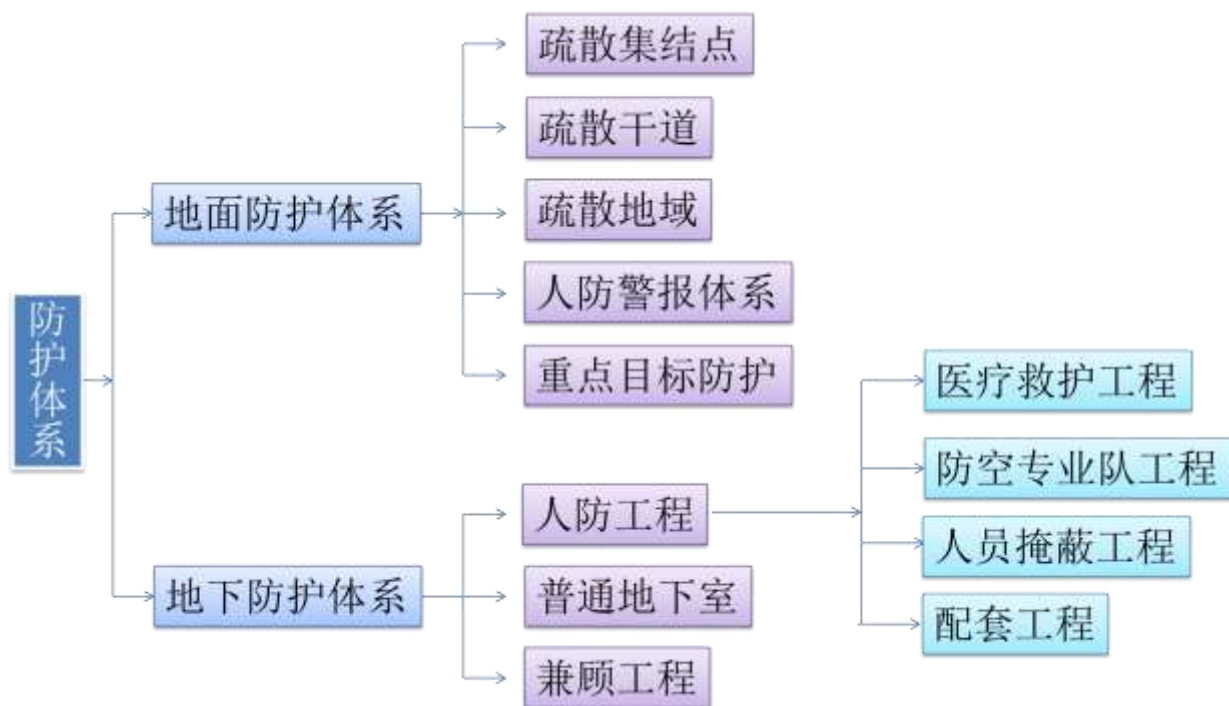 防护体系
地面防护体系
疏散集结点
疏散干道
疏散地域
人防警报体系
重点目标防护
地下防护体系
人防工程
普通地下室
兼顾工程
医疗救护工程
防空专业队工程
人员掩蔽工程
配套工程